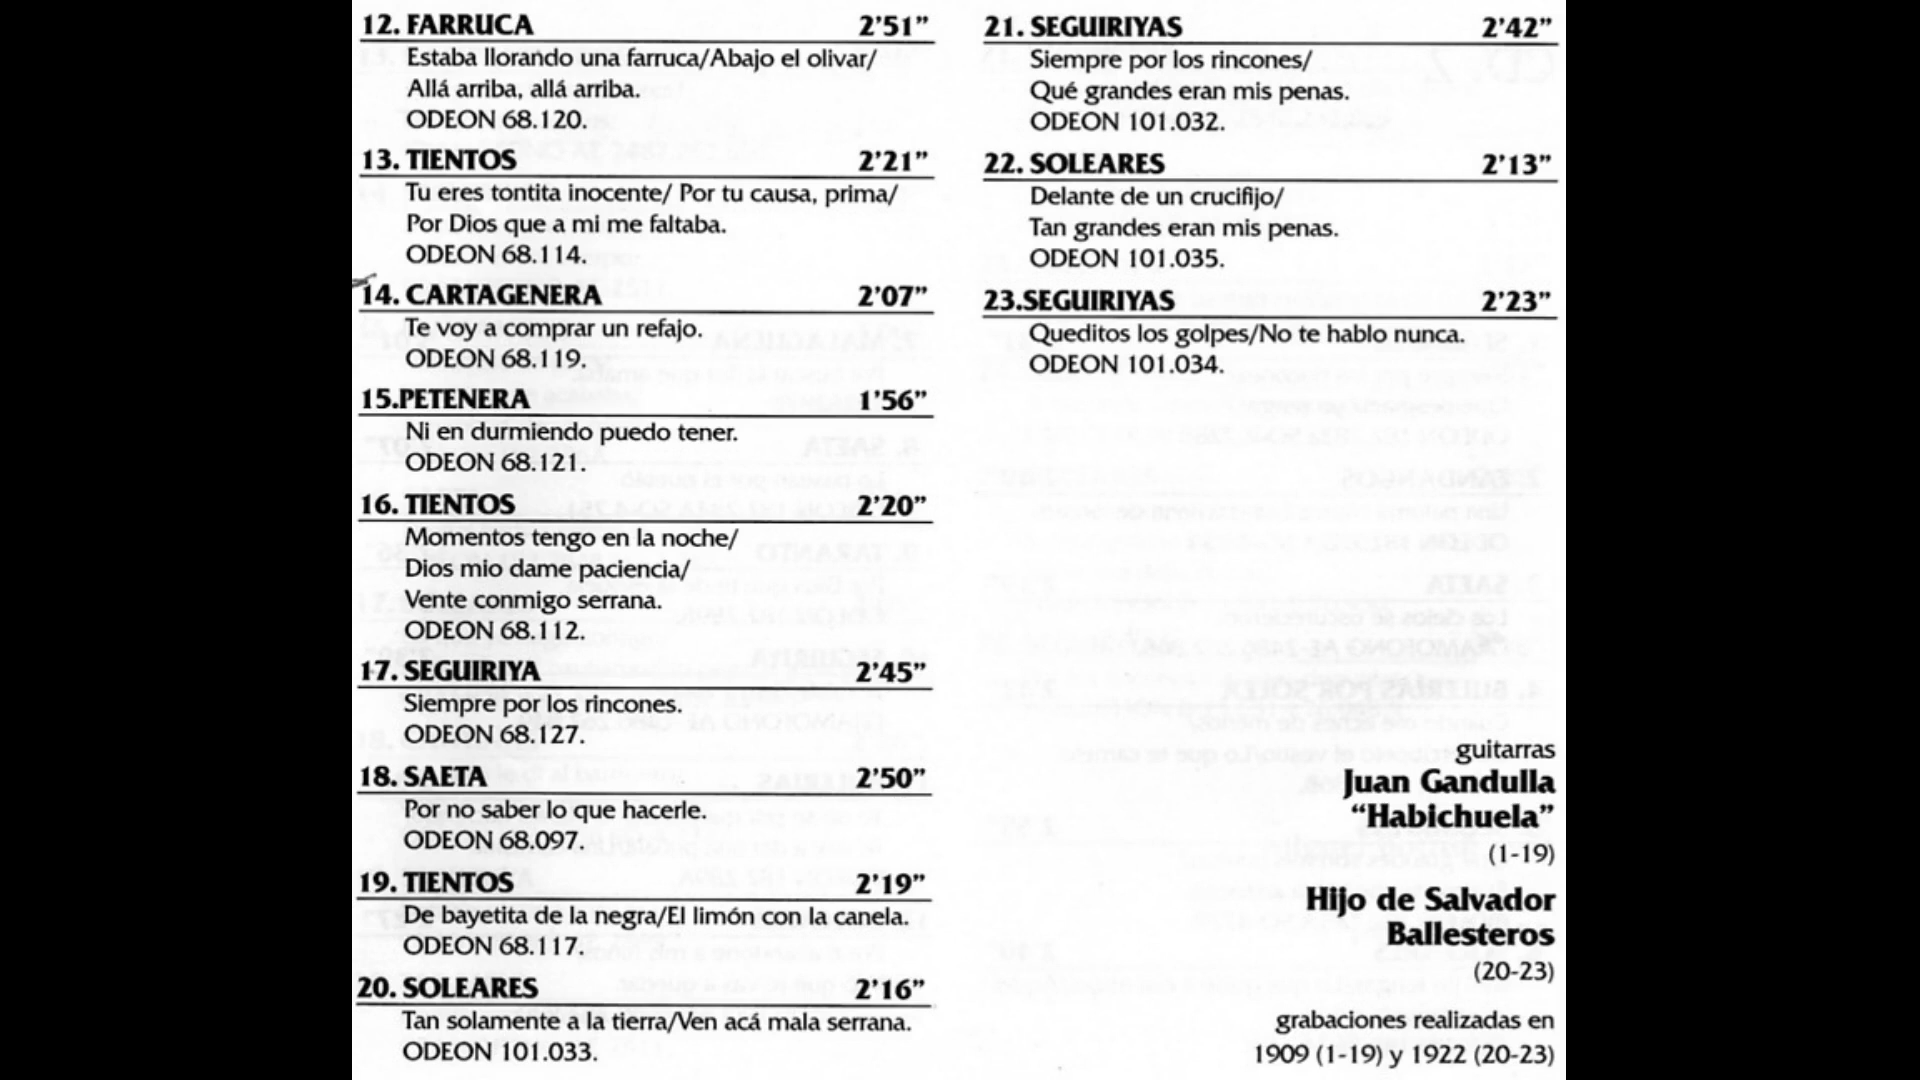 12. FARRUCA 2’51”
Estaba llorando una farruca/Abajo el olivar/
Allá arriba, allá arriba.
ODEON 68.120.
13. TIENTOS 2’21”
Tu eres tontita inocente/ Por tu causa, prima/
Por Dios que a mi me faltaba.
ODEON 68.114.
14. CARTAGENERA 2’07”
Te voy a comprar un refajo.
ODEON 68.119.
15.PETENERA 1’56”
Ni en durmiendo puedo tener.
ODEON 68.121.
16. TIENTOS 2’20”
Momentos tengo en la noche/
Dios mio dame paciencia/
Vente conmigo serrana.
ODEON 68.112.
17. SEGUIRIYA 2’45”
Siempre por los rincones.
ODEON 68.127.
18. SAETA 2’50”
Por no saber lo que hacerle.
ODEON 68.097.
19. TIENTOS 2’19”
De bayetita de la negra/El limón con la canela.
ODEON 68.117.
20. SOLEARES 2’16”
Tan solamente a la tierra/Ven acá mala serrana.
ODEON 101.033.
21. SEGUIRIYAS 2’42”
Siempre por los rincones/
Qué grandes eran mis penas.
ODEON 101.032.
22. SOLEARES 2’13”
Delante de un crucifijo/
Tan grandes eran mis penas.
ODEON 101.035.
23.SEGUIRIYAS 2’23”
Queditos los golpes/No te hablo nunca.
ODEON 101.034.
guitarras
Juan Gandulla
“Habichuela”
(1-19)
Hijo de Salvador
Ballesteros
(20-23)
grabaciones realizadas en
1909 (1-19) y 1922 (20-23)